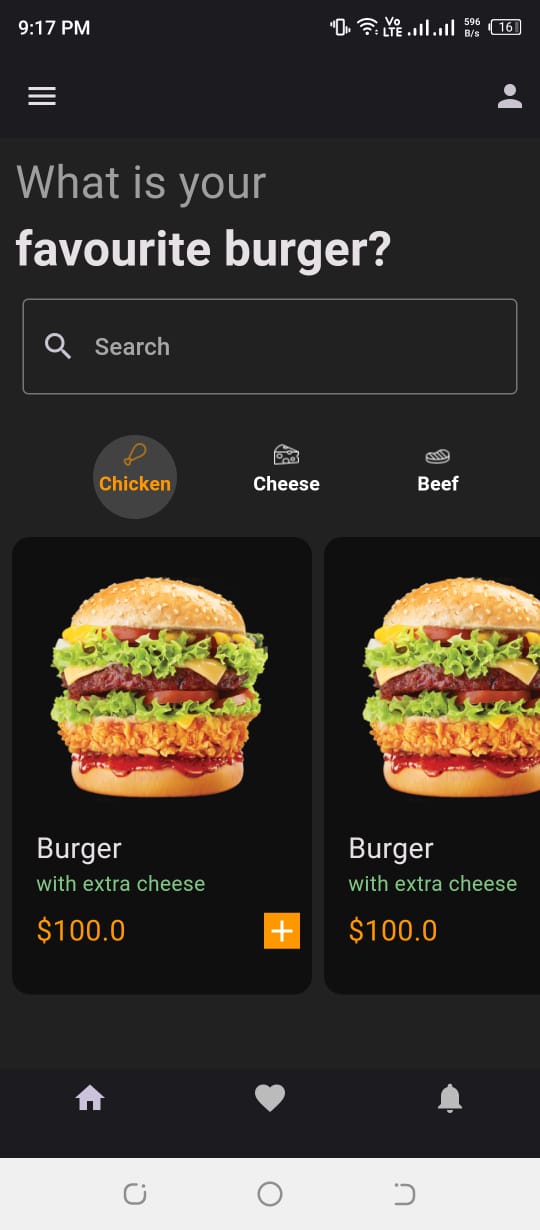 9:17 PM
Vo LTE
596 B/s
16
What is your
favourite burger?
Search
Chicken
Cheese
Beef
Burger
with extra cheese
$100.0
Burger
with extra cheese
$100.0